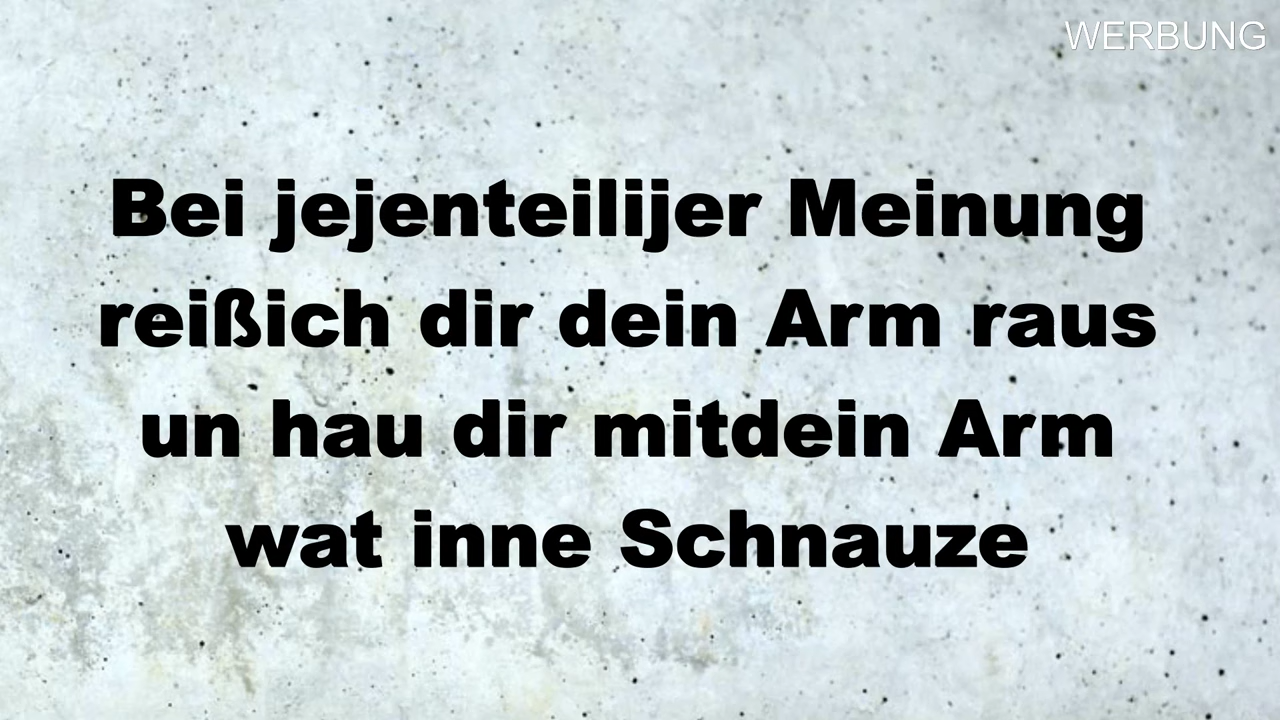 WERBUNG
Bei jejenteilijer Meinung
reißich dir dein Arm raus
un hau dir mitdein Arm
wat inne Schnauze